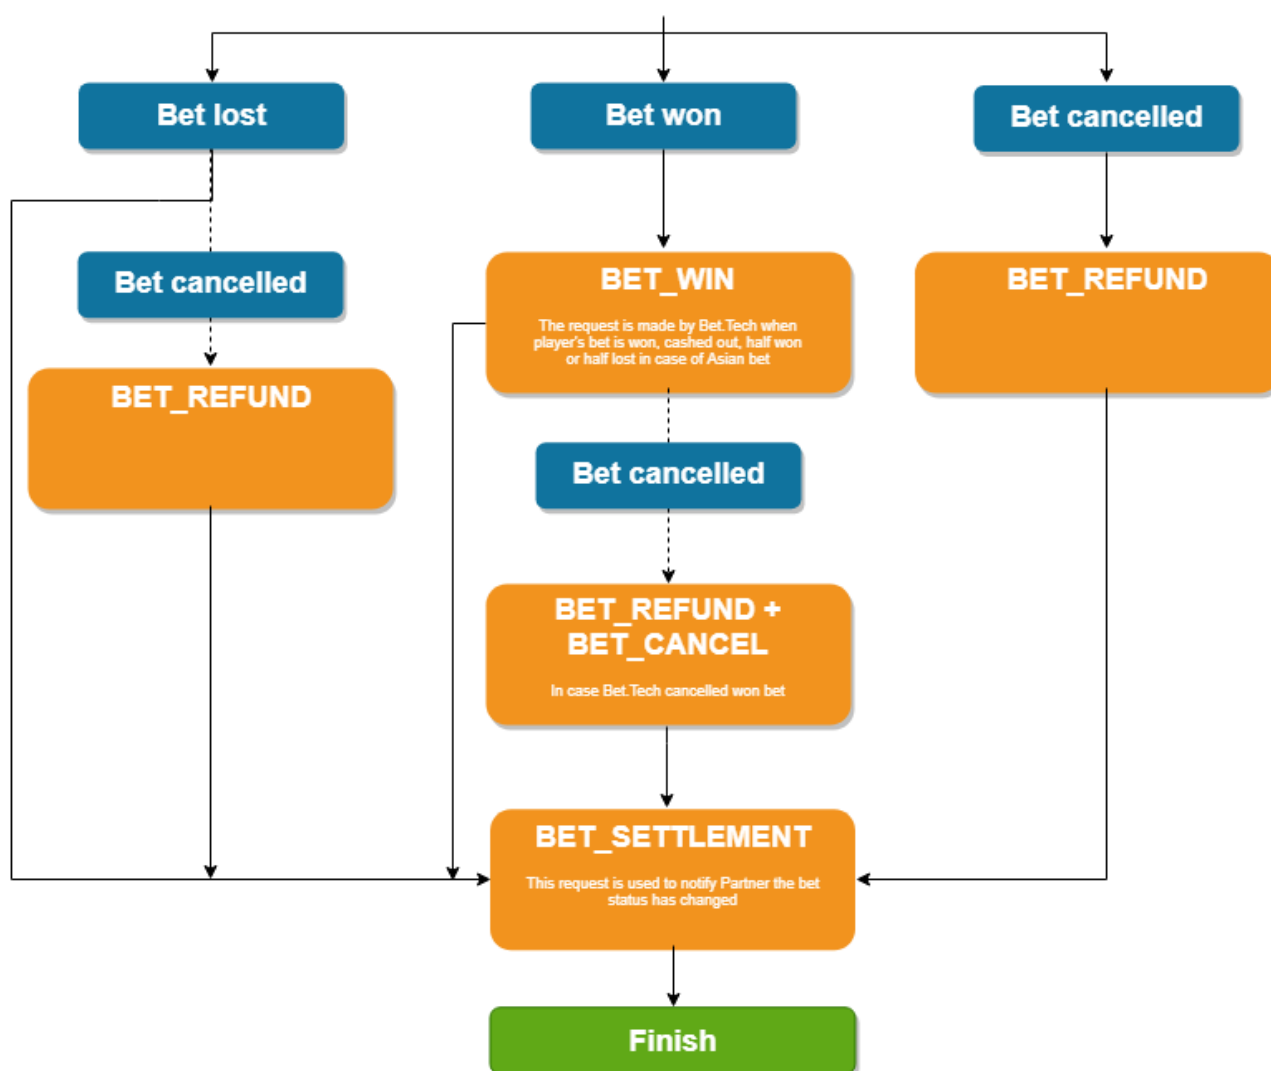 Bet lost
Bet won
Bet cancelled
Bet cancelled
BET_WIN
The request is made by Bet.Tech when
player's bet is won, cashed out, half won
or half lost in case of Asian bet
BET_REFUND
BET_REFUND
Bet cancelled
BET_REFUND +
BET_CANCEL
In case Bet.Tech cancelled won bet
BET_SETTLEMENT
This request is used to notify Partner the bet
status has changed
Finish